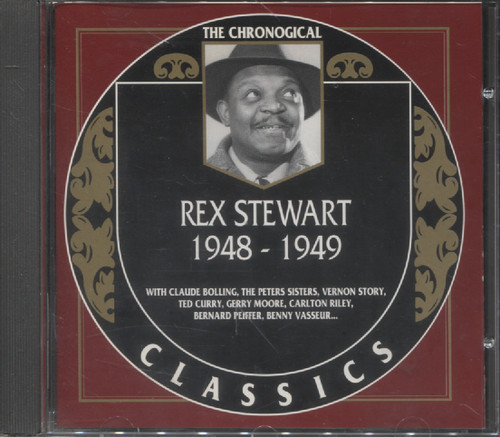 THE CHRONOGICAL
REX STEWART
1948 - 1949
WITH CLAUDE BOLLING, THE PETERS SISTERS, VERNON STORY,
TED CURRY, GERRY MOORE, CARLTON RILEY,
BERNARD PEIFFER, BENNY VASSEUR...
CLASSICS